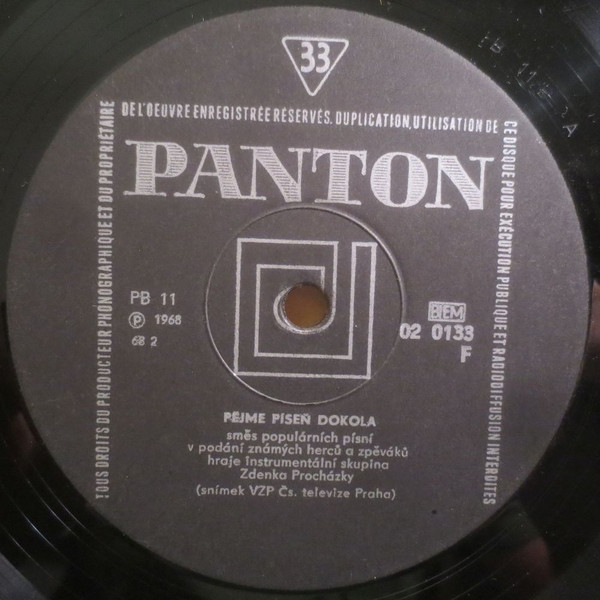 33
TOUS DROITS DU PRODUCTEUR PHONOGRAPHIQUE ET DU PROPRIÉTAIRE
DE L'OEUVRE ENREGISTRÉE RÉSERVÉS. DUPLICATION, UTILISATION DE
CE DISQUE POUR EXÉCUTION PUBLIQUE ET RADIODIFFUSION INTERDITES
PANTON
PB 11
℗ 1968
68 2
BIEM
02 0133
F
PĚJME PÍSEŇ DOKOLA
směs populárních písní
v podání známých herců a zpěváků
hraje instrumentální skupina
Zdenka Procházky
(snímek VZP Čs. televize Praha)